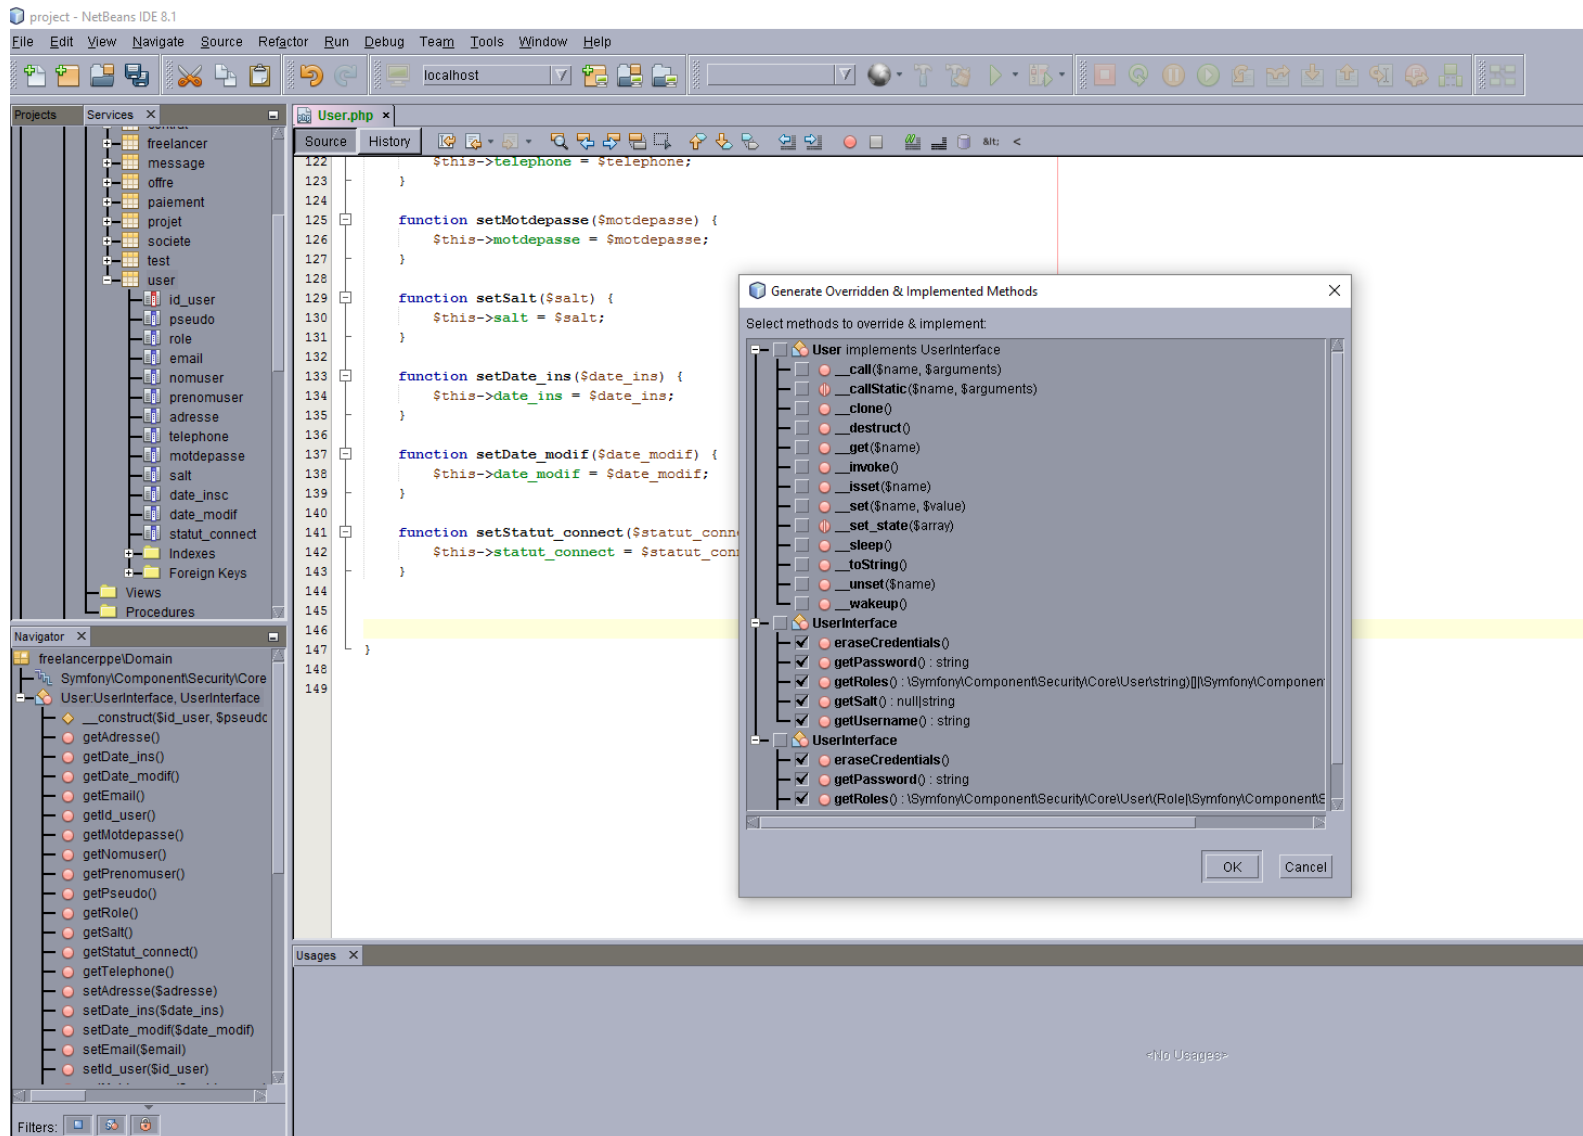 project - NetBeans IDE 8.1
File Edit View Navigate Source Refactor Run Debug Team Tools Window Help
localhost
Projects
Services
freelancer
message
offre
paiement
projet
societe
test
user
id_user
pseudo
role
email
nomuser
prenomuser
adresse
telephone
motdepasse
salt
date_insc
date_modif
statut_connect
Indexes
Foreign Keys
Views
Procedures
Navigator
freelancerppe\Domain
Symfony\Component\Security\Core
User:UserInterface, UserInterface
__construct($id_user, $pseudo
getAdresse()
getDate_ins()
getDate_modif()
getEmail()
getId_user()
getMotdepasse()
getNomuser()
getPrenomuser()
getPseudo()
getRole()
getSalt()
getStatut_connect()
getTelephone()
setAdresse($adresse)
setDate_ins($date_ins)
setDate_modif($date_modif)
setEmail($email)
setId_user($id_user)
Filters:
User.php
Source History
&lt; <
122 $this->telephone = $telephone;
123 }
124
125 function setMotdepasse($motdepasse) {
126 $this->motdepasse = $motdepasse;
127 }
128
129 function setSalt($salt) {
130 $this->salt = $salt;
131 }
132
133 function setDate_ins($date_ins) {
134 $this->date_ins = $date_ins;
135 }
136
137 function setDate_modif($date_modif) {
138 $this->date_modif = $date_modif;
139 }
140
141 function setStatut_connect($statut_conn
142 $this->statut_connect = $statut_con
143 }
144
145
146
147 }
148
149
Generate Overridden & Implemented Methods
Select methods to override & implement:
User implements UserInterface
__call($name, $arguments)
__callStatic($name, $arguments)
__clone()
__destruct()
__get($name)
__invoke()
__isset($name)
__set($name, $value)
__set_state($array)
__sleep()
__toString()
__unset($name)
__wakeup()
UserInterface
eraseCredentials()
getPassword() : string
getRoles() : \Symfony\Component\Security\Core\User\string)[]|\Symfony\Componen
getSalt() : null|string
getUsername() : string
UserInterface
eraseCredentials()
getPassword() : string
getRoles() : \Symfony\Component\Security\Core\User\(Role|\Symfony\Component\S
OK Cancel
Usages
<No Usages>